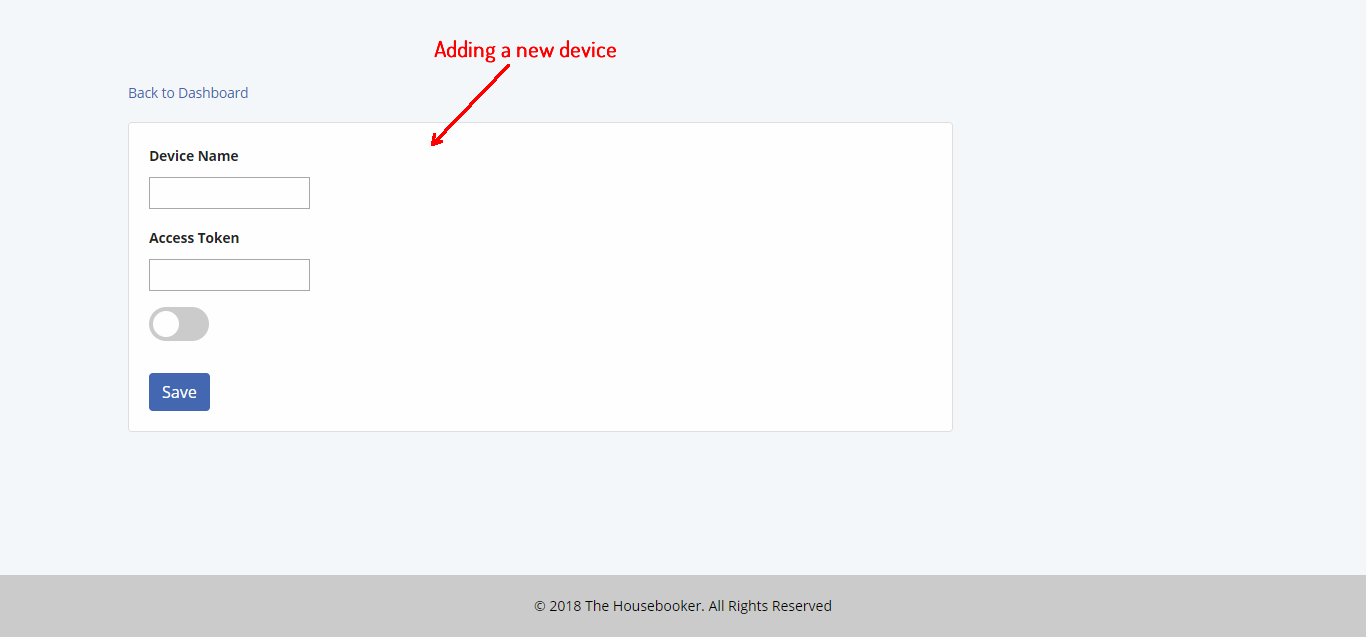 Adding a new device
Back to Dashboard
Device Name
Access Token
Save
© 2018 The Housebooker. All Rights Reserved